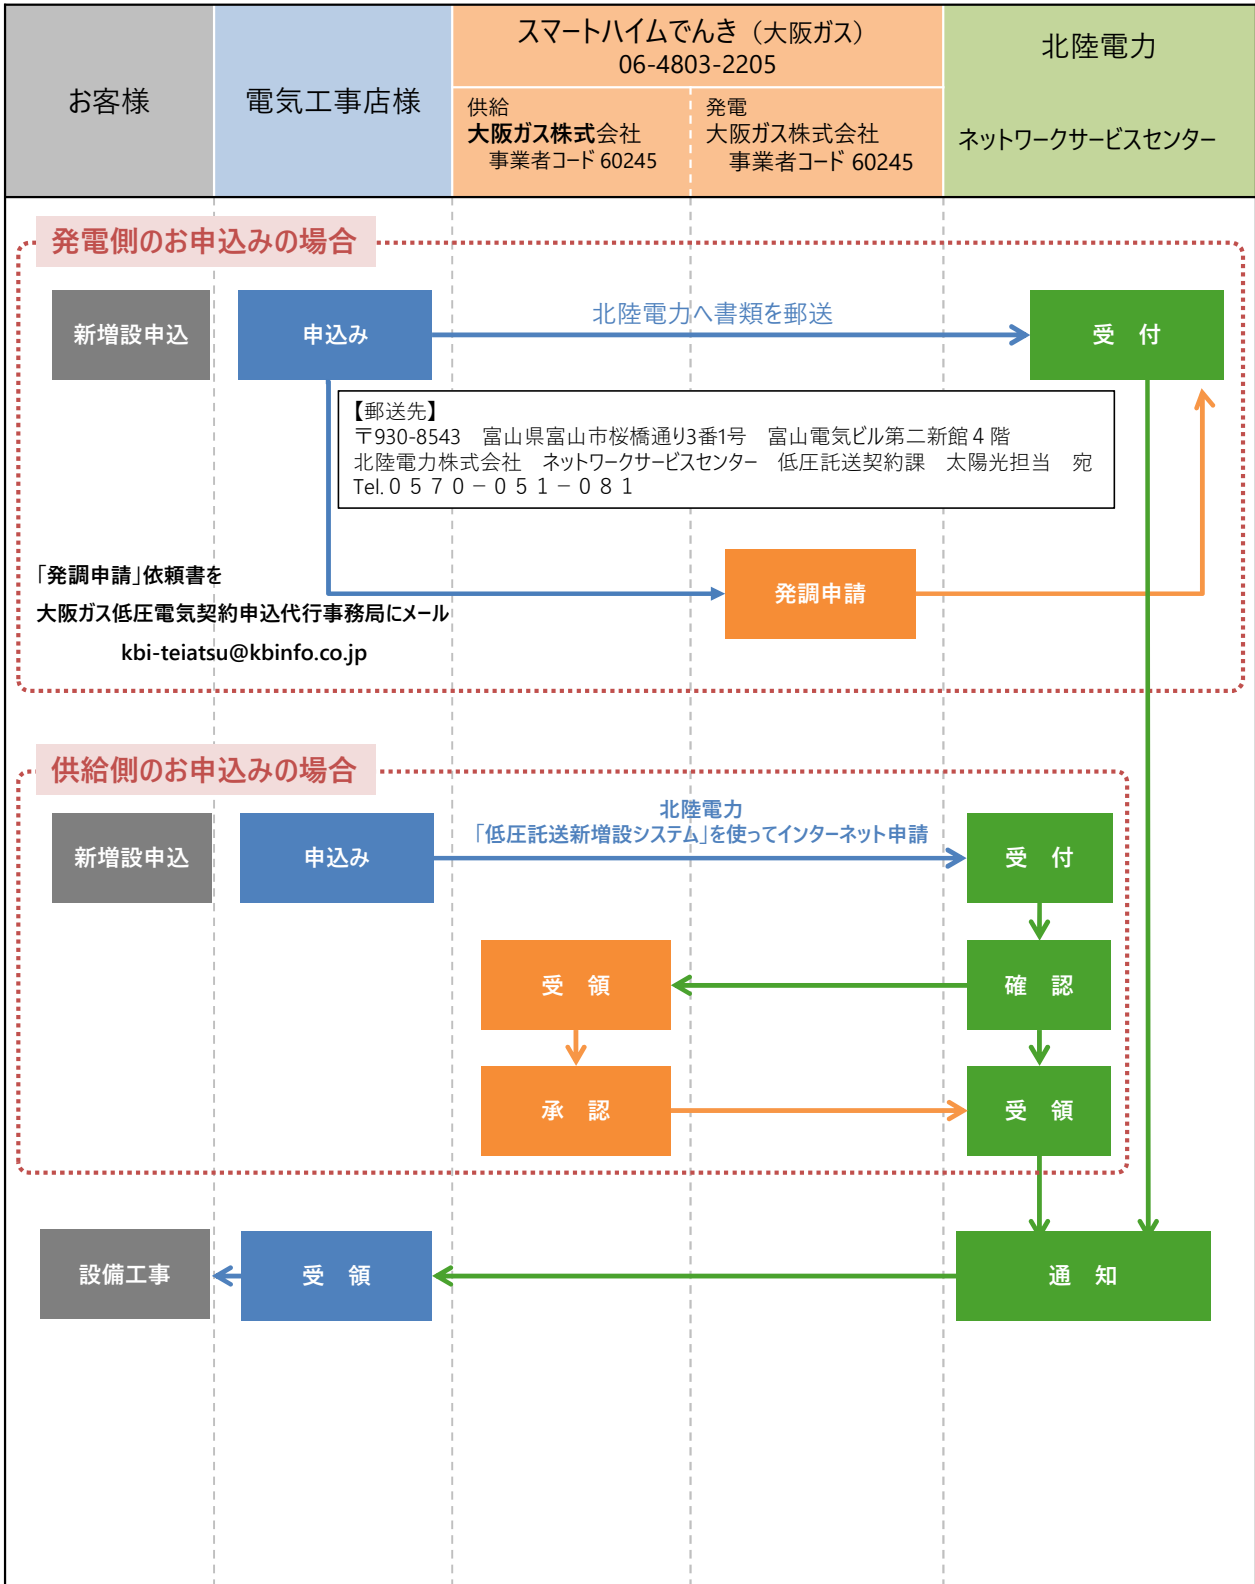 お客様
電気工事店様
スマートハイムでんき（大阪ガス）
06-4803-2205
供給
大阪ガス株式会社
事業者コード 60245
発電
大阪ガス株式会社
事業者コード 60245
北陸電力
ネットワークサービスセンター
発電側のお申込みの場合
新増設申込
申込み
北陸電力へ書類を郵送
受　付
【郵送先】
〒930-8543　富山県富山市桜橋通り3番1号　富山電気ビル第二新館４階
北陸電力株式会社　ネットワークサービスセンター　低圧託送契約課　太陽光担当　宛
Tel.０５７０－０５１－０８１
「発調申請」依頼書を
大阪ガス低圧電気契約申込代行事務局にメール
kbi-teiatsu@kbinfo.co.jp
発調申請
供給側のお申込みの場合
新増設申込
申込み
北陸電力
「低圧託送新増設システム」を使ってインターネット申請
受　付
受　領
確　認
承　認
受　領
設備工事
受　領
通　知